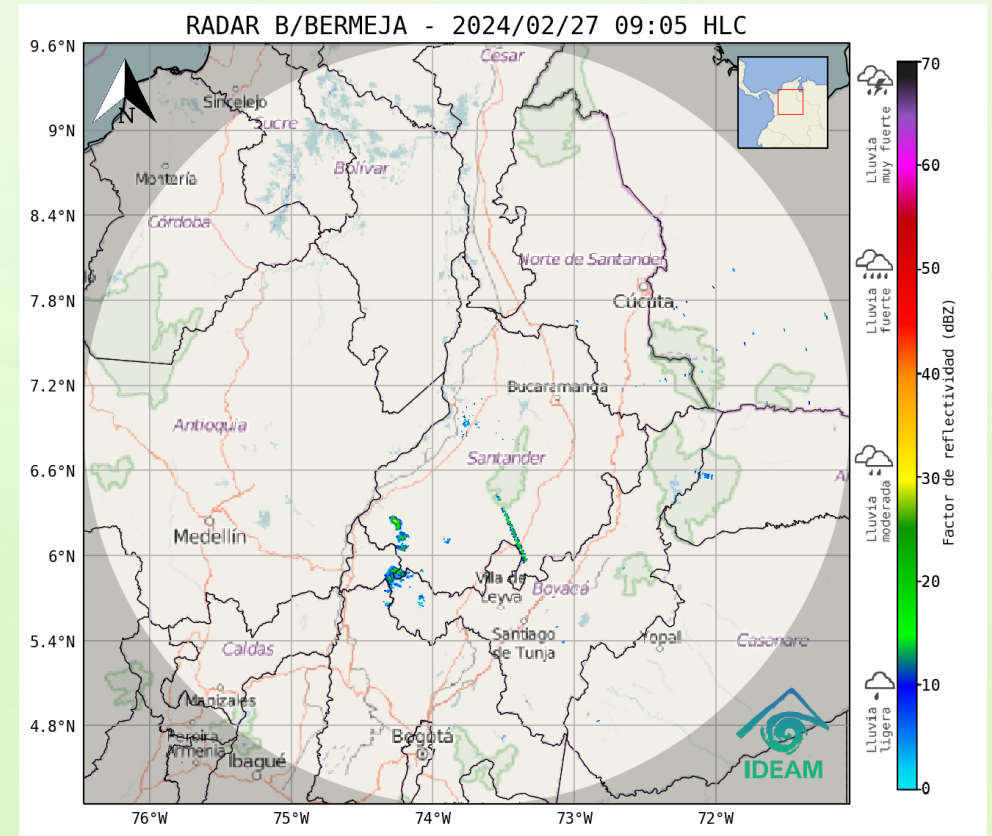 RADAR B/BERMEJA - 2024/02/27 09:05 HLC
9.6°N
9°N
8.4°N
7.8°N
7.2°N
6.6°N
6°N
5.4°N
4.8°N
76°W
75°W
74°W
73°W
72°W
N
Cesar
Sincelejo
Sucre
Bolívar
Montería
Córdoba
Norte de Santander
Cúcuta
Bucaramanga
Antioquia
Santander
Medellín
Villa de
Leyva
Boyacá
Santiago
de Tunja
Yopal
Casanare
Caldas
Manizales
Pereira
Armenia
Ibagué
Bogotá
IDEAM
Lluvia
muy fuerte
Lluvia
fuerte
Lluvia
moderada
Lluvia
ligera
70
60
50
40
30
20
10
0
Factor de reflectividad (dBZ)